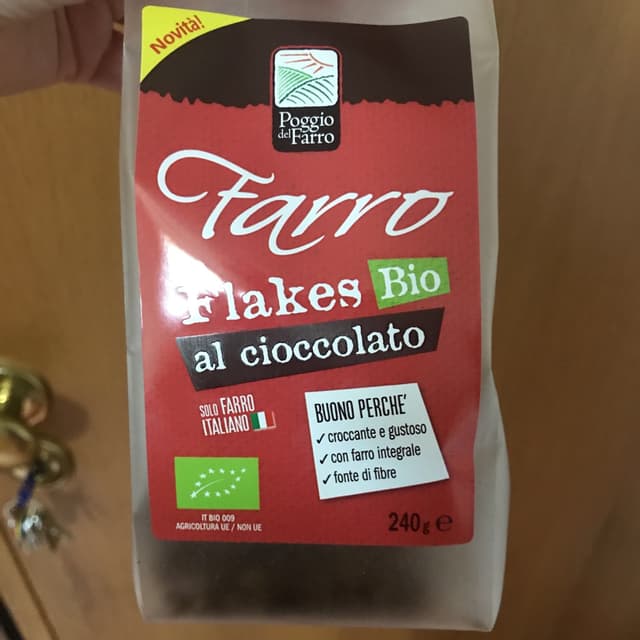 Novità!
Poggio
del Farro
Farro
Flakes Bio
al cioccolato
SOLO FARRO
ITALIANO
BUONO PERCHE'
✓ croccante e gustoso
✓ con farro integrale
✓ fonte di fibre
IT BIO 009
AGRICOLTURA UE / NON UE
240g e